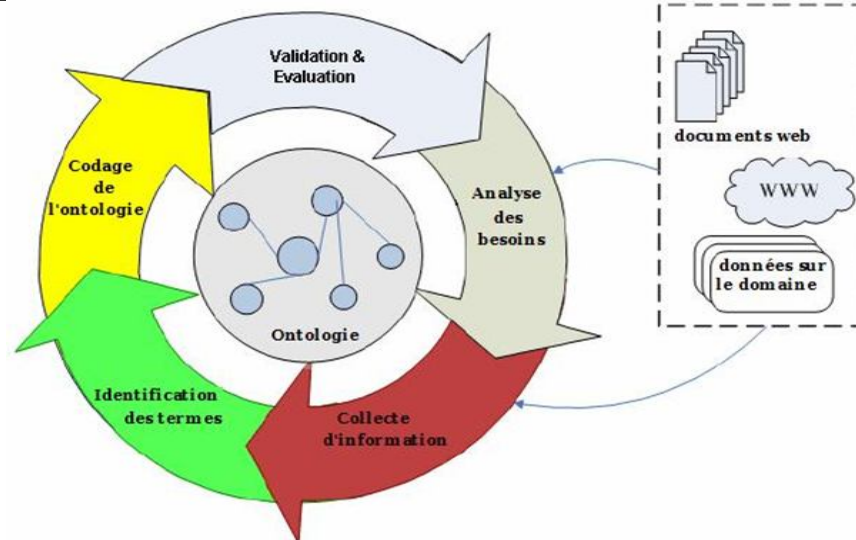 Validation &
Evaluation
Analyse
des
besoins
Collecte
d'information
Identification
des termes
Codage
de
l'ontologie
Ontologie
documents web
WWW
données sur
le domaine